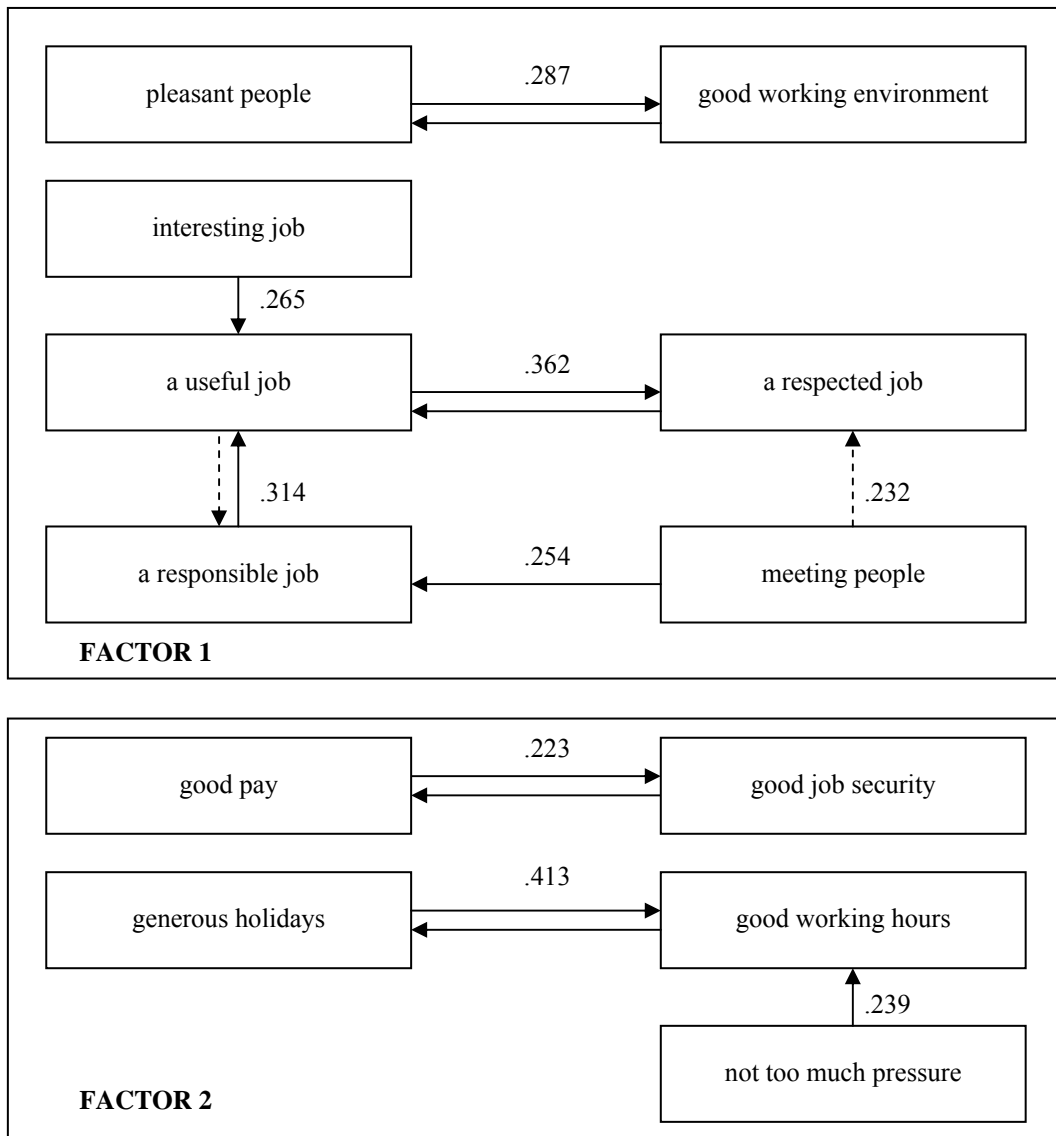 .287
pleasant people
good working environment
interesting job
.265
a useful job
.362
a respected job
.314
.232
a responsible job
.254
meeting people
FACTOR 1
.223
good pay
good job security
.413
generous holidays
good working hours
.239
not too much pressure
FACTOR 2